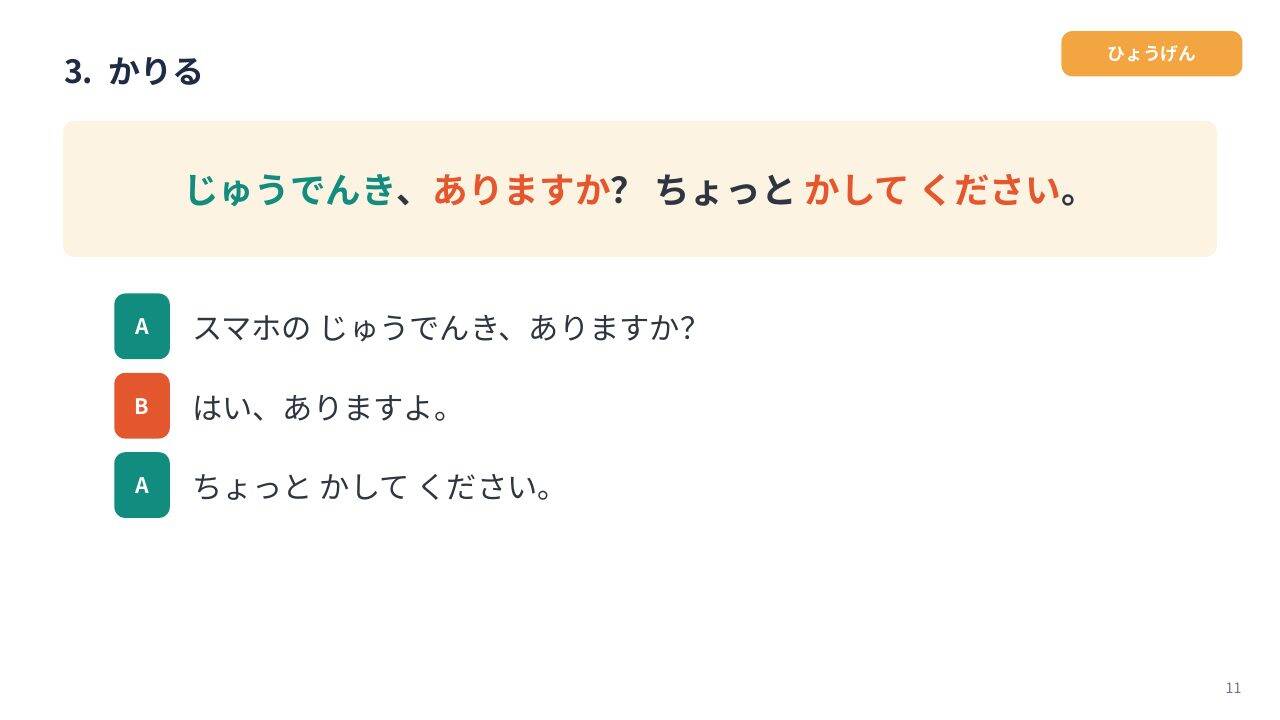 3. かりる
ひょうげん
じゅうでんき、ありますか? ちょっと かして ください。
A スマホの じゅうでんき、ありますか?
B はい、ありますよ。
A ちょっと かして ください。
11